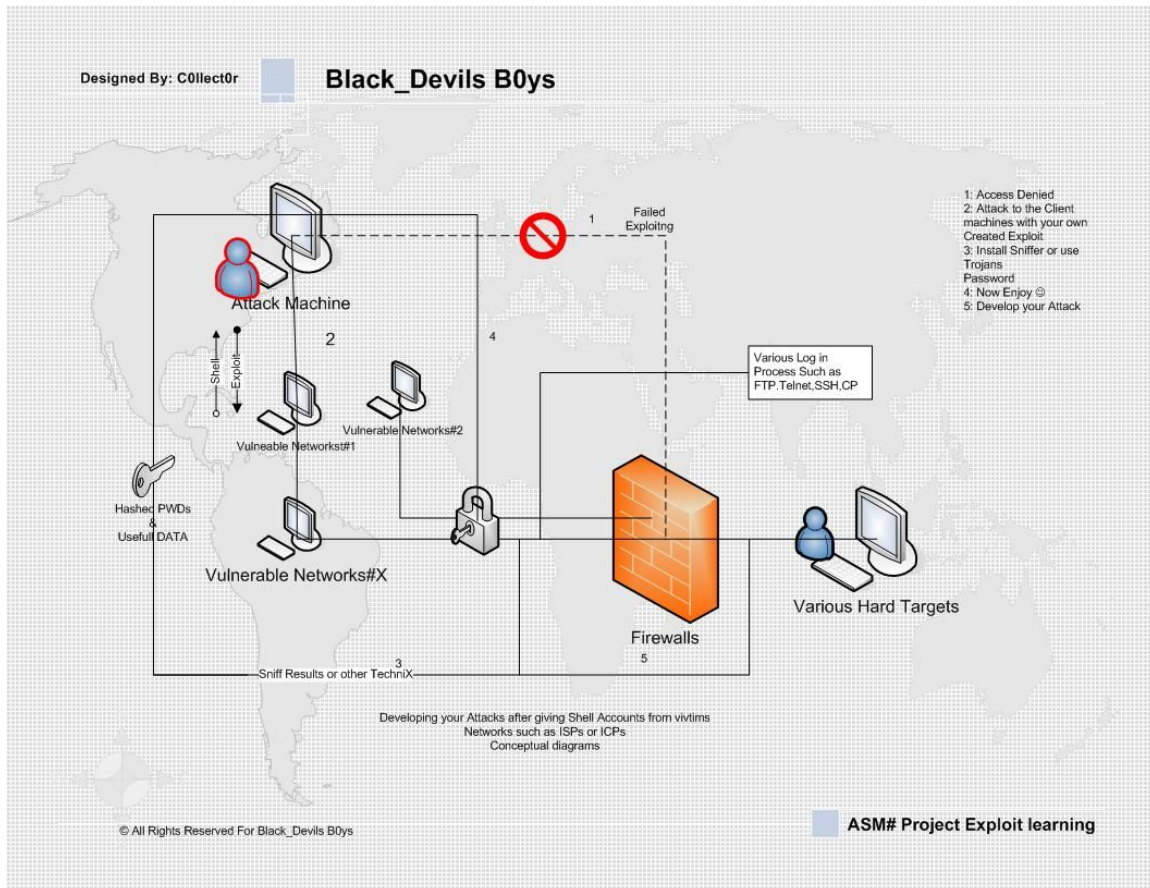 Designed By: C0llect0r
Black_Devils B0ys
1: Access Denied
2: Attack to the Client
machines with your own
Created Exploit
3: Install Sniffer or use
Trojans
Password
4: Now Enjoy ☺
5: Develop your Attack
1
Failed
Exploitng
Attack Machine
2
4
Shell
Exploit
Various Log in
Process Such as
FTP.Telnet,SSH,CP
Vulneable Networkst#1
Vulnerable Networks#2
Hashed PWDs
&
Usefull DATA
Vulnerable Networks#X
Various Hard Targets
Firewalls
5
3
Sniff Results or other TechniX
Developing your Attacks after giving Shell Accounts from vivtims
Networks such as ISPs or ICPs
Conceptual diagrams
© All Rights Reserved For Black_Devils B0ys
ASM# Project Exploit learning